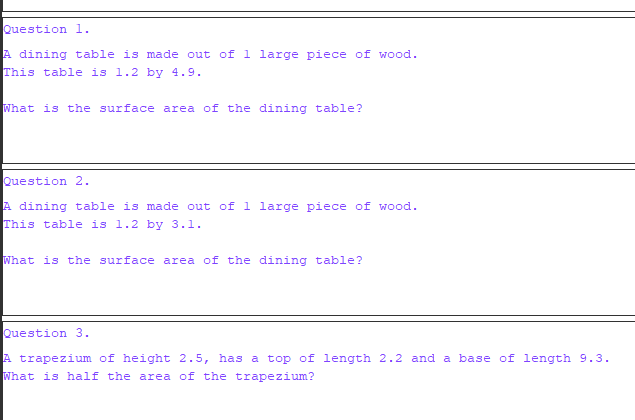 Question 1.
A dining table is made out of 1 large piece of wood.
This table is 1.2 by 4.9.
What is the surface area of the dining table?
Question 2.
A dining table is made out of 1 large piece of wood.
This table is 1.2 by 3.1.
What is the surface area of the dining table?
Question 3.
A trapezium of height 2.5, has a top of length 2.2 and a base of length 9.3.
What is half the area of the trapezium?